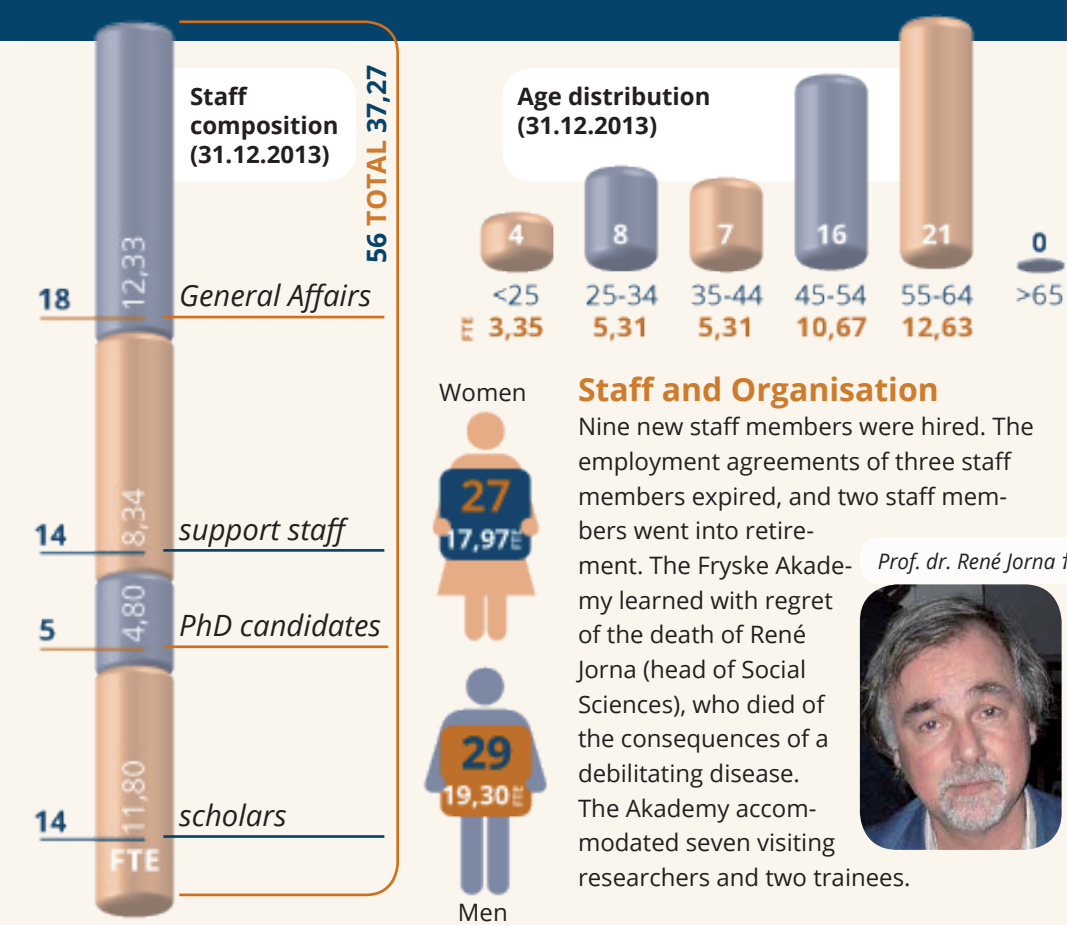 Staff
composition
(31.12.2013)
56 TOTAL 37,27
12,33
18
General Affairs
8,34
14
support staff
4,80
5
PhD candidates
11,80
14
scholars
FTE
Age distribution
(31.12.2013)
4 8 7 16 21 0
<25 25-34 35-44 45-54 55-64 >65
FTE 3,35 5,31 5,31 10,67 12,63
Women
27
17,97 FTE
29
19,30 FTE
Men
Staff and Organisation
Nine new staff members were hired. The
employment agreements of three staff
members expired, and two staff mem-
bers went into retire-
ment. The Fryske Akade-
my learned with regret
of the death of René
Jorna (head of Social
Sciences), who died of
the consequences of a
debilitating disease.
The Akademy accom-
modated seven visiting
researchers and two trainees.
Prof. dr. René Jorna †